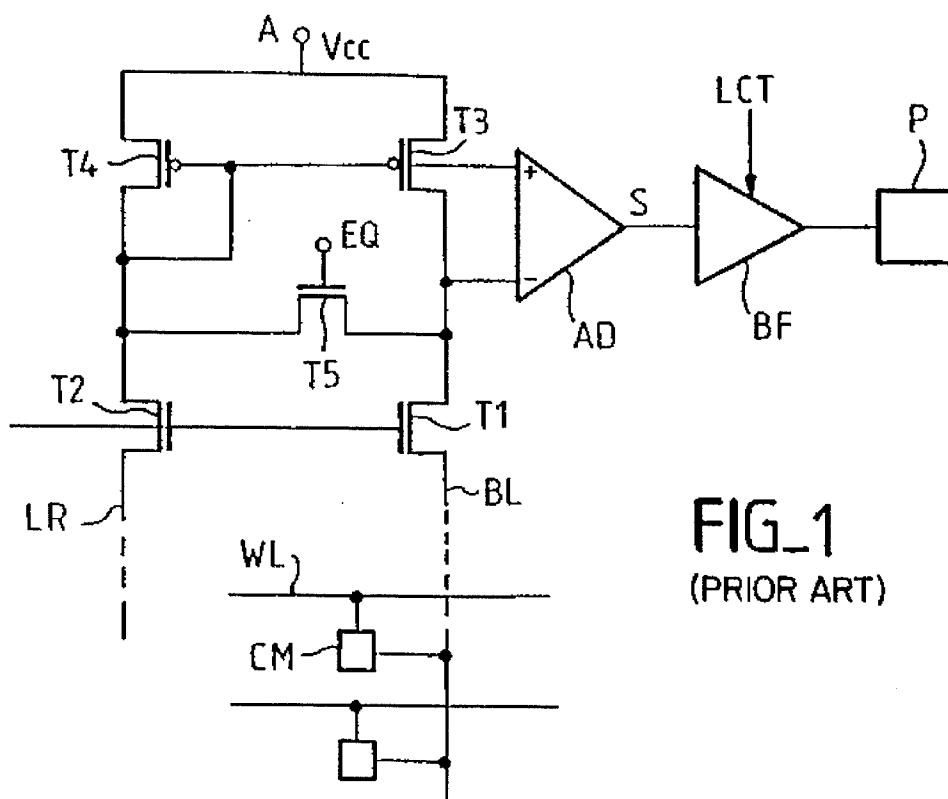 A
Vcc
LCT
P
T3
T4
+
S
EQ
-
AD
BF
T5
T2
T1
LR
BL
WL
CM
FIG_1
(PRIOR ART)